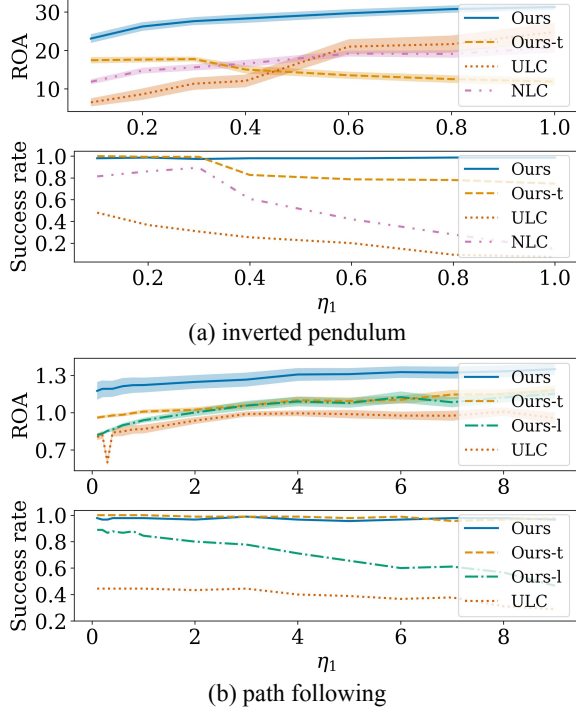 ROA
30
20
10
0.2 0.4 0.6 0.8 1.0
Ours
Ours-t
ULC
NLC
Success rate
1.0
0.8
0.6
0.4
0.2
0.2 0.4 0.6 0.8 1.0
η1
Ours
Ours-t
ULC
NLC
(a) inverted pendulum
ROA
1.3
1.0
0.7
0 2 4 6 8
Ours
Ours-t
Ours-l
ULC
Success rate
1.0
0.8
0.6
0.4
0.2
0 2 4 6 8
η1
Ours
Ours-t
Ours-l
ULC
(b) path following